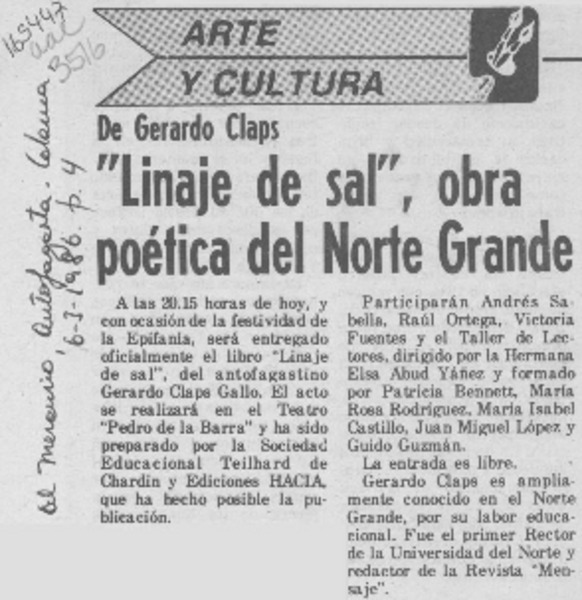 165447
aae
3516
El Mercurio, Antofagasta-Calama
6-I-1986. p. 4
ARTE
Y CULTURA
De Gerardo Claps
"Linaje de sal", obra
poética del Norte Grande
A las 20.15 horas de hoy, y
con ocasión de la festividad de
la Epifanía, será entregado
oficialmente el libro "Linaje
de sal", del antofagastino
Gerardo Claps Gallo. El acto
se realizará en el Teatro
"Pedro de la Barra" y ha sido
preparado por la Sociedad
Educacional Teilhard de
Chardin y Ediciones HACIA,
que ha hecho posible la pu-
blicación.
Participarán Andrés Sa-
bella, Raúl Ortega, Victoria
Fuentes y el Taller de Lec-
tores, dirigido por la Hermana
Elsa Abud Yáñez y formado
por Patricia Bennett, María
Rosa Rodríguez, María Isabel
Castillo, Juan Miguel López y
Guido Guzmán.
La entrada es libre.
Gerardo Claps es amplia-
mente conocido en el Norte
Grande, por su labor educa-
cional. Fue el primer Rector
de la Universidad del Norte y
redactor de la Revista "Men-
saje".